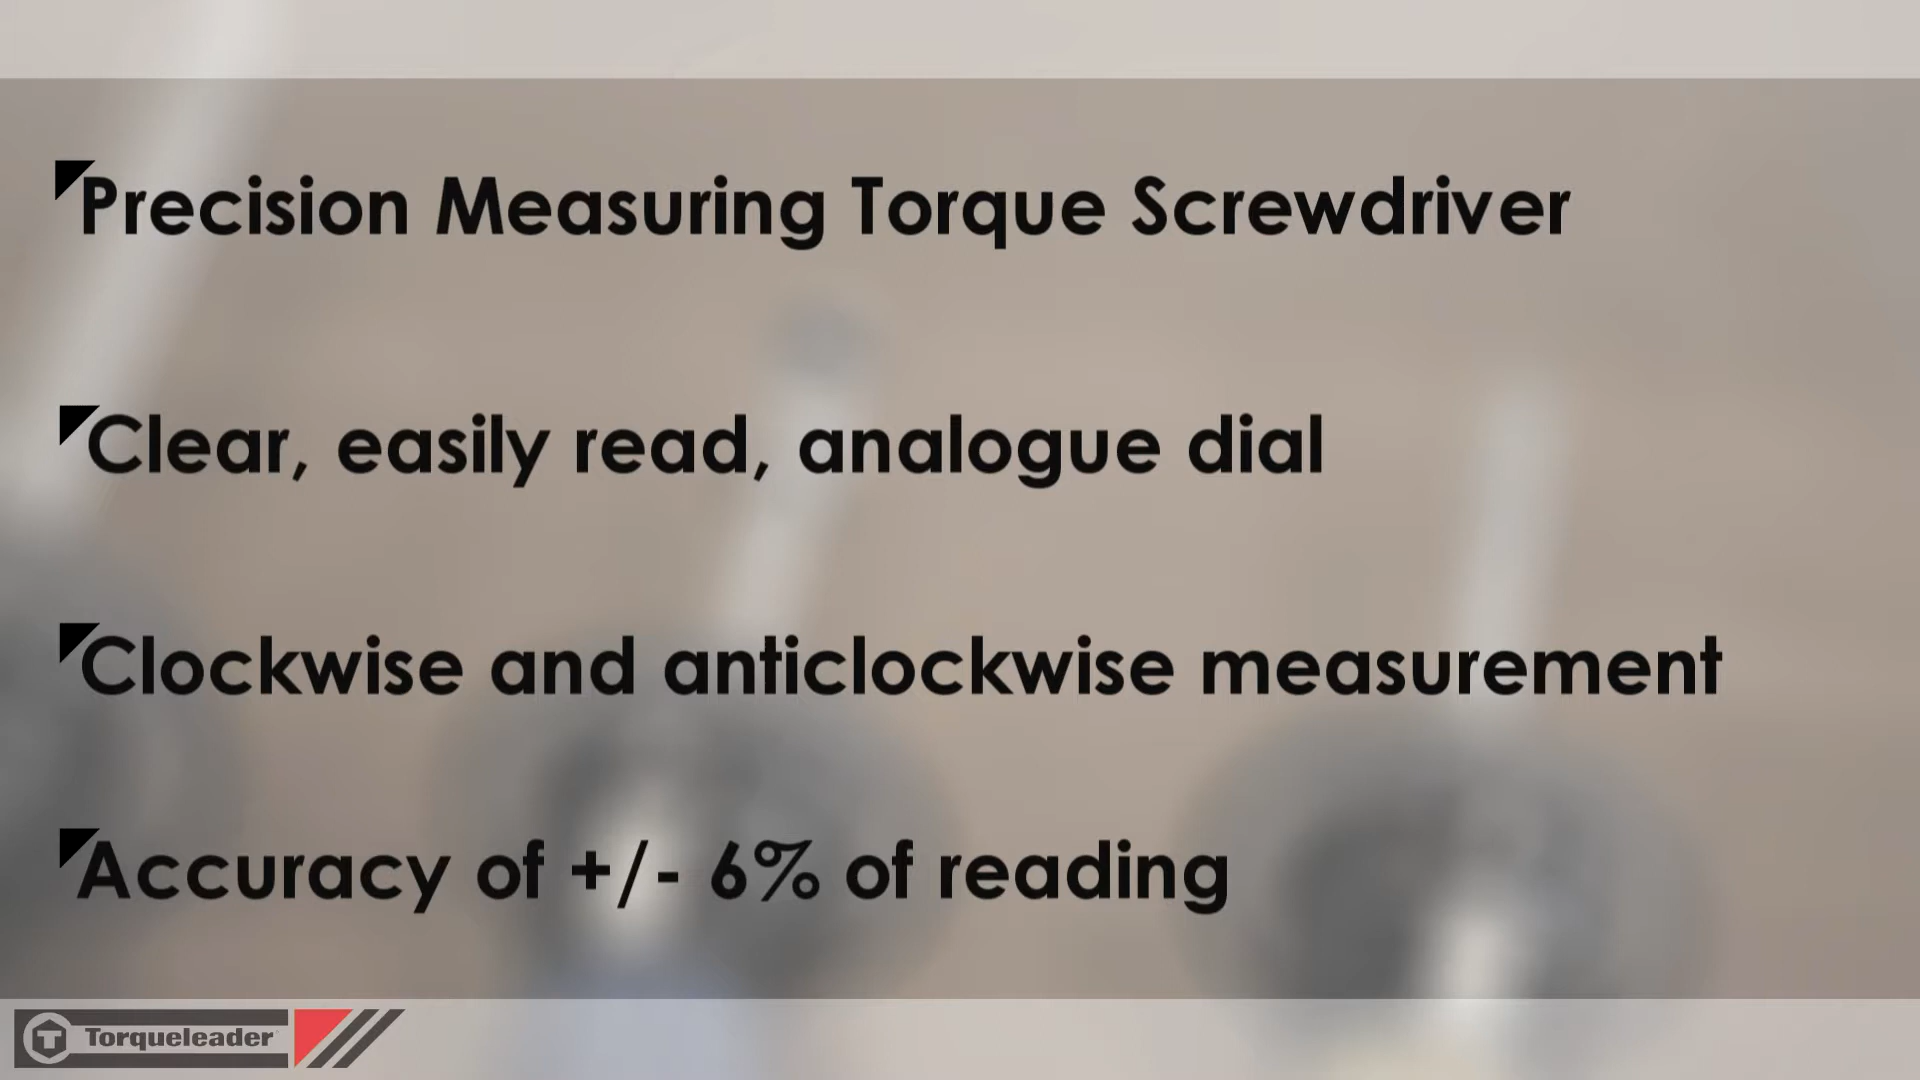 Precision Measuring Torque Screwdriver
Clear, easily read, analogue dial
Clockwise and anticlockwise measurement
Accuracy of +/- 6% of reading
Torqueleader